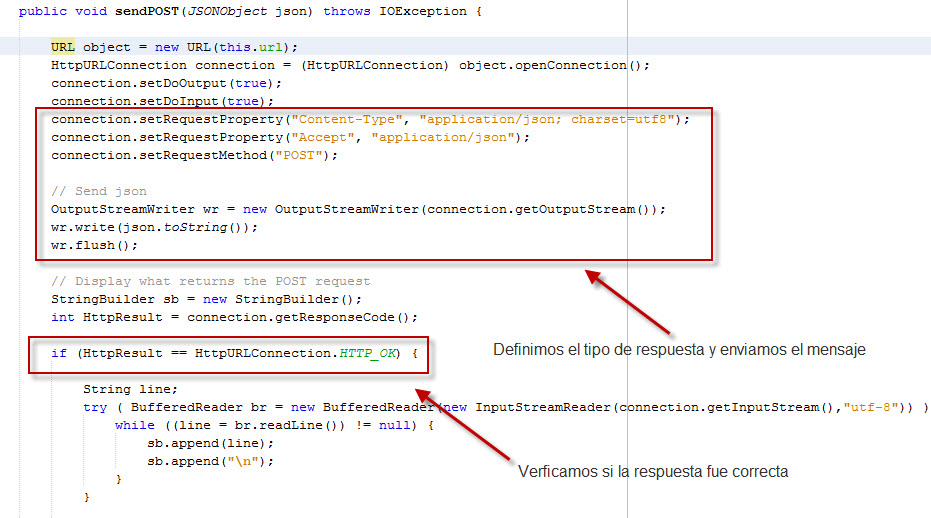 public void sendPOST(JSONObject json) throws IOException {
URL object = new URL(this.url);
HttpURLConnection connection = (HttpURLConnection) object.openConnection();
connection.setDoOutput(true);
connection.setDoInput(true);
connection.setRequestProperty("Content-Type", "application/json; charset=utf8");
connection.setRequestProperty("Accept", "application/json");
connection.setRequestMethod("POST");
// Send json
OutputStreamWriter wr = new OutputStreamWriter(connection.getOutputStream());
wr.write(json.toString());
wr.flush();
// Display what returns the POST request
StringBuilder sb = new StringBuilder();
int HttpResult = connection.getResponseCode();
Definimos el tipo de respuesta y enviamos el mensaje
if (HttpResult == HttpURLConnection.HTTP_OK) {
String line;
try ( BufferedReader br = new BufferedReader(new InputStreamReader(connection.getInputStream(),"utf-8")) )
while ((line = br.readLine()) != null) {
sb.append(line);
sb.append("\n");
Verficamos si la respuesta fue correcta
}
}